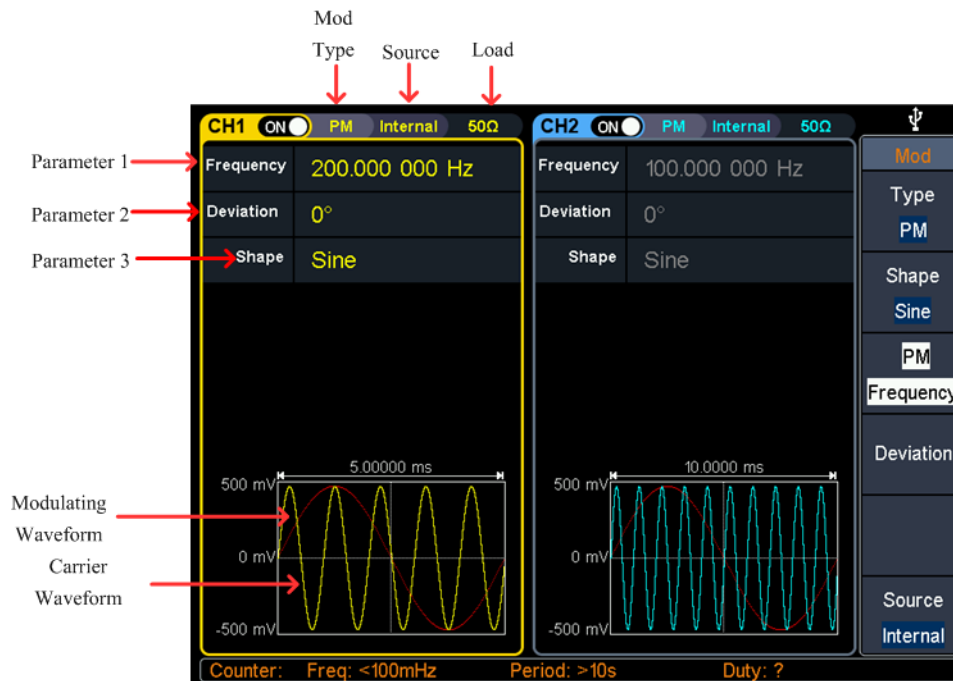 Mod
Type
Source
Load
CH1 ON PM Internal 50Ω
CH2 ON PM Internal 50Ω
Parameter 1
Frequency 200.000 000 Hz
Frequency 100.000 000 Hz
Mod
Parameter 2
Deviation 0°
Deviation 0°
Type
PM
Parameter 3
Shape Sine
Shape Sine
Shape
Sine
PM
Frequency
Deviation
5.00000 ms
10.0000 ms
500 mV
500 mV
Modulating
Waveform
0 mV
0 mV
Carrier
Waveform
-500 mV
-500 mV
Source
Internal
Counter: Freq: <100mHz Period: >10s Duty: ?